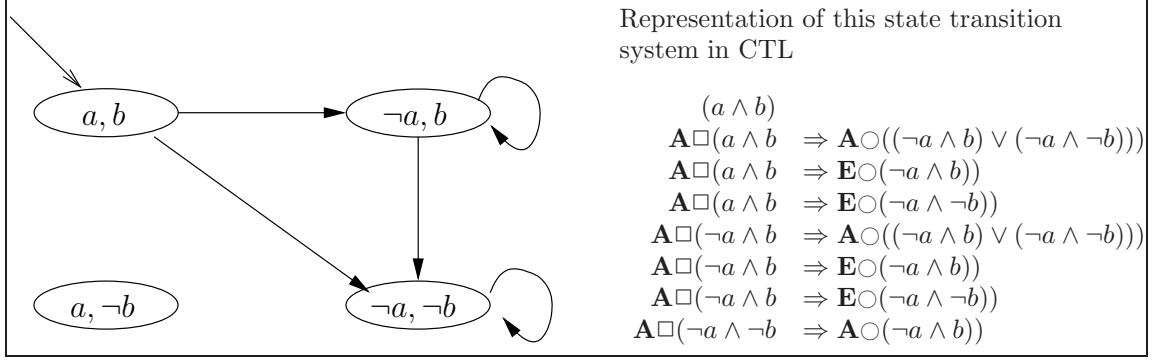 Representation of this state transition
system in CTL
a, b
¬a, b
a, ¬b
¬a, ¬b
(a ∧ b)
A□(a ∧ b ⇒ A○((¬a ∧ b) ∨ (¬a ∧ ¬b)))
A□(a ∧ b ⇒ E○(¬a ∧ b))
A□(a ∧ b ⇒ E○(¬a ∧ ¬b))
A□(¬a ∧ b ⇒ A○((¬a ∧ b) ∨ (¬a ∧ ¬b)))
A□(¬a ∧ b ⇒ E○(¬a ∧ b))
A□(¬a ∧ b ⇒ E○(¬a ∧ ¬b))
A□(¬a ∧ ¬b ⇒ A○(¬a ∧ b))